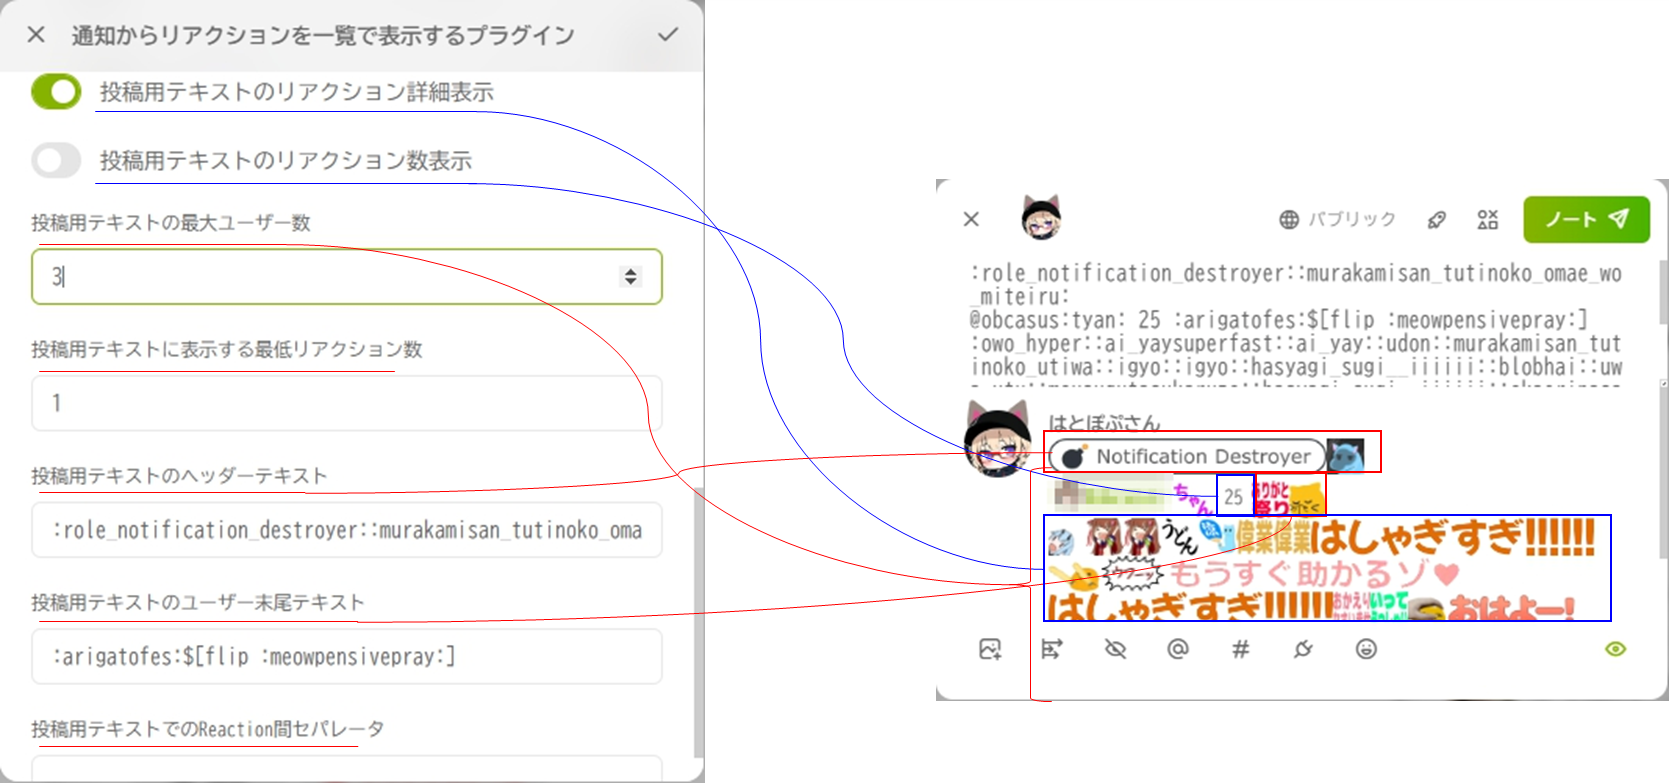 通知からリアクションを一覧で表示するプラグイン
投稿用テキストのリアクション詳細表示
投稿用テキストのリアクション数表示
投稿用テキストの最大ユーザー数
3
投稿用テキストに表示する最低リアクション数
1
投稿用テキストのヘッダーテキスト
:role_notification_destroyer::murakamisan_tutinoko_oma
投稿用テキストのユーザー末尾テキスト
:arigatofes:$[flip :meowpensivepray:]
投稿用テキストでのReaction間セパレータ
パブリック
ノート
:role_notification_destroyer::murakamisan_tutinoko_omae_wo
_miteiru:
@obcasus:tyan: 25 :arigatofes:$[flip :meowpensivepray:]
:owo_hyper::ai_yaysuperfast::ai_yay::udon::murakamisan_tut
inoko_utiwa::igyo::igyo::hasyagi_sugi__iiiiii::blobhai::uw
はとぽぷさん
Notification Destroyer
ちゃん 25 ありがと祭り
うどん 偉業偉業はしゃぎすぎ!!!!!!
もうすぐ助かるゾ♥
はしゃぎすぎ!!!!!! おかえり いって おはよー!